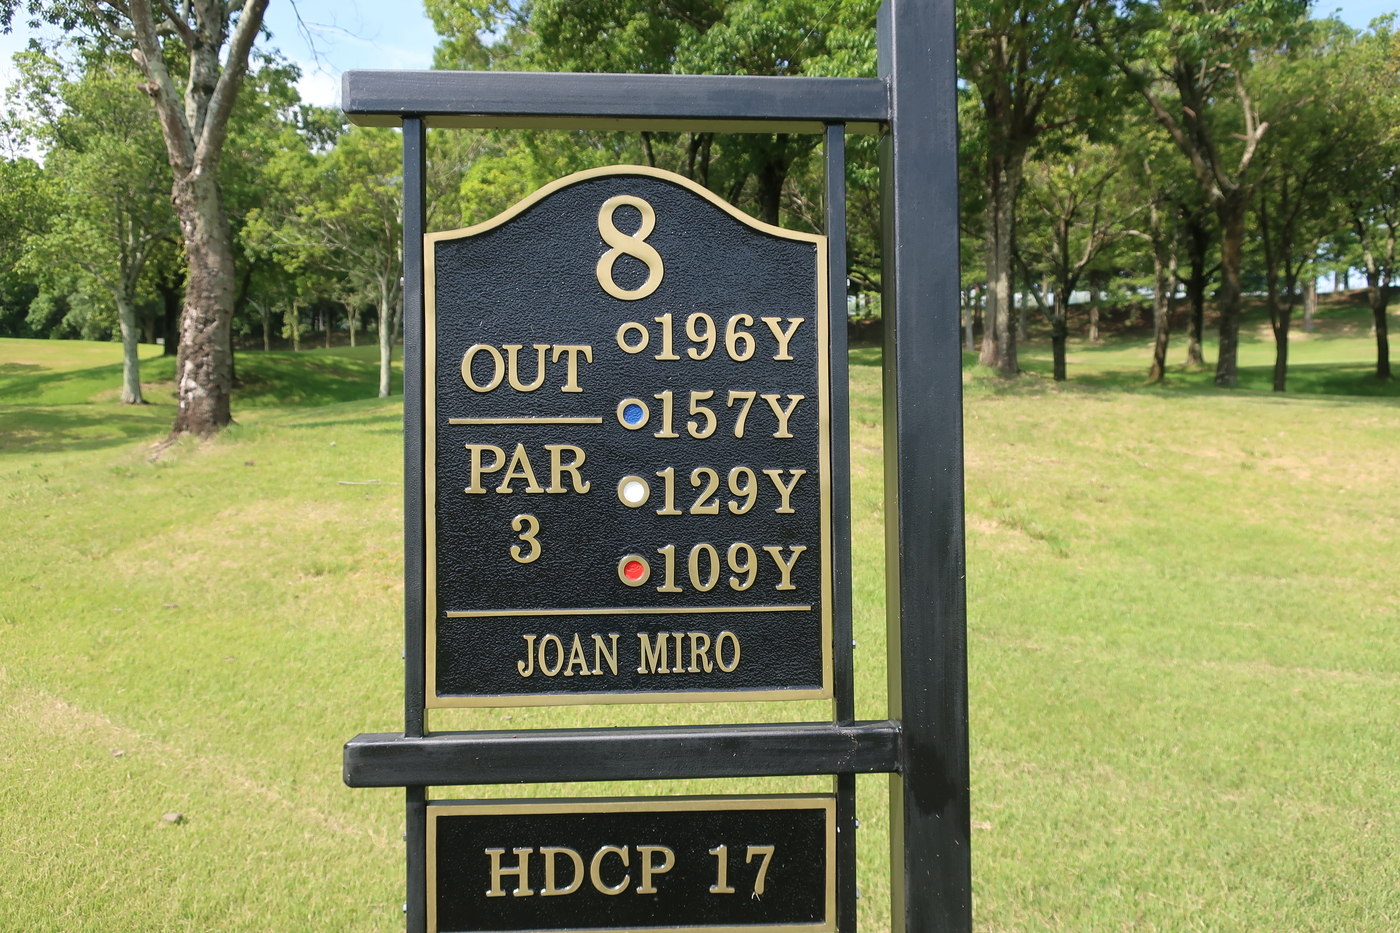 8
196Y
OUT
157Y
PAR
129Y
3
109Y
JOAN MIRO
HDCP 17